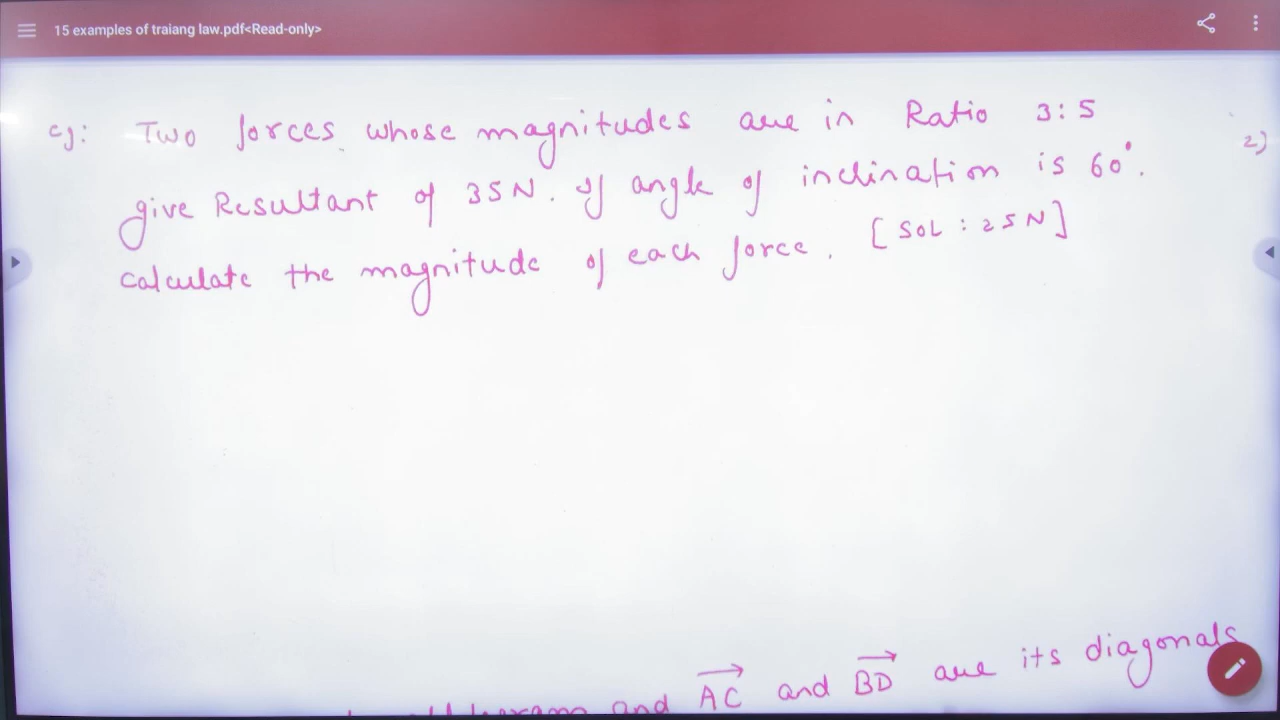 15 examples of traiang law.pdf<Read-only>
eg: Two forces whose magnitudes are in Ratio 3:5
2)
give Resultant of 35N. If angle of inclination is 60°.
calculate the magnitude of each force. [SOL : 25N]
and AC and BD are its diagonals